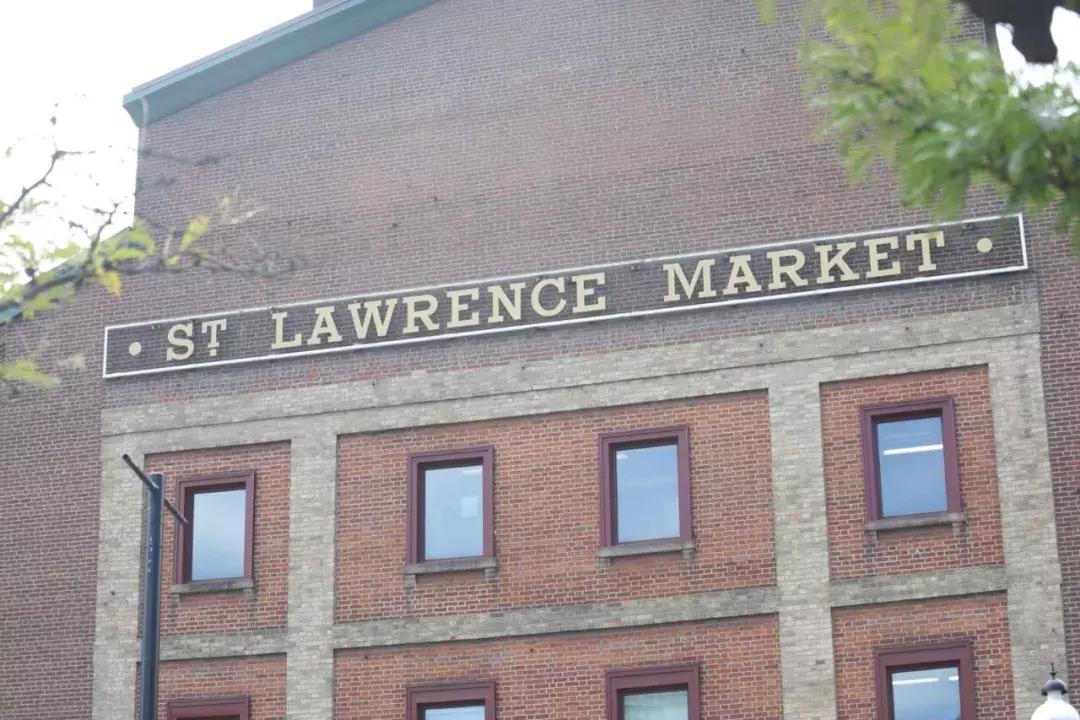 • ST. LAWRENCE MARKET •